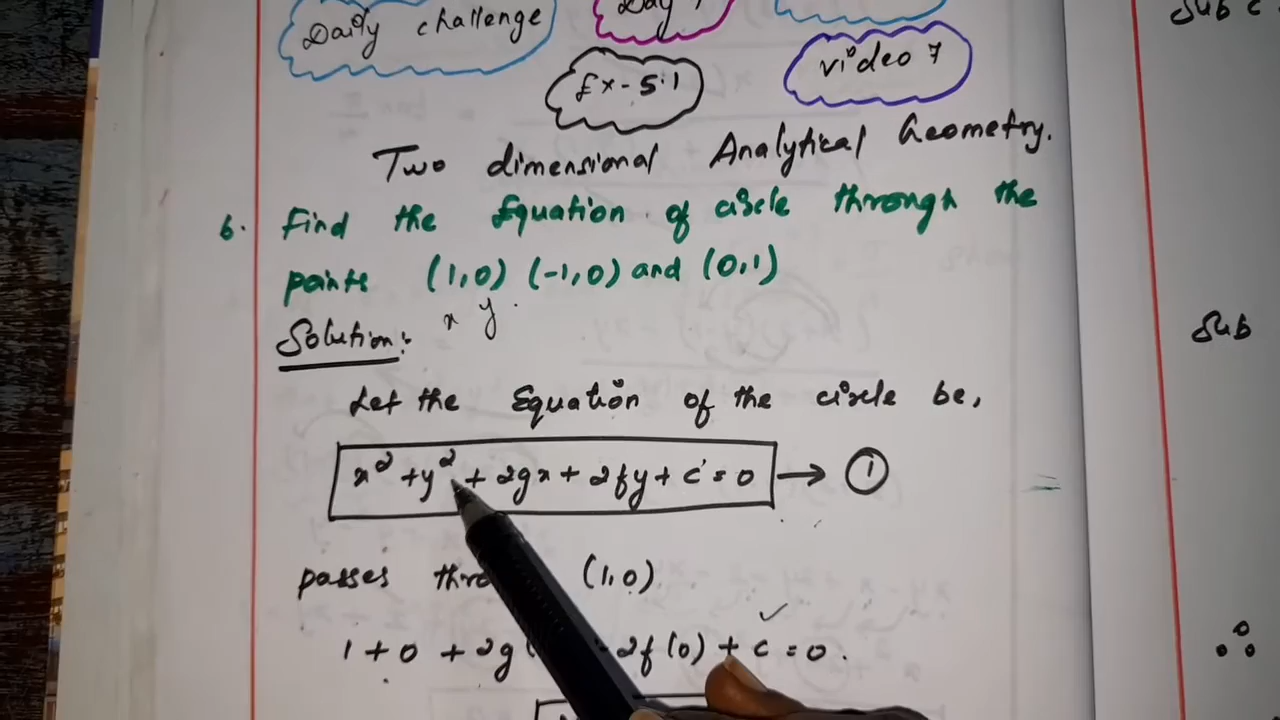 Daily challenge
Day
Ex - 5.1
video 7
Two dimensional Analytical Geometry.
6. Find the Equation of circle through the
points (1,0) (-1,0) and (0,1)
x y
Solution:
Let the Equation of the circle be,
x² + y² + 2gx + 2fy + c = 0 → ①
passes (1,0)
1 + 0 + 2g 2f(0) + c = 0.
Sub c
Sub
∴